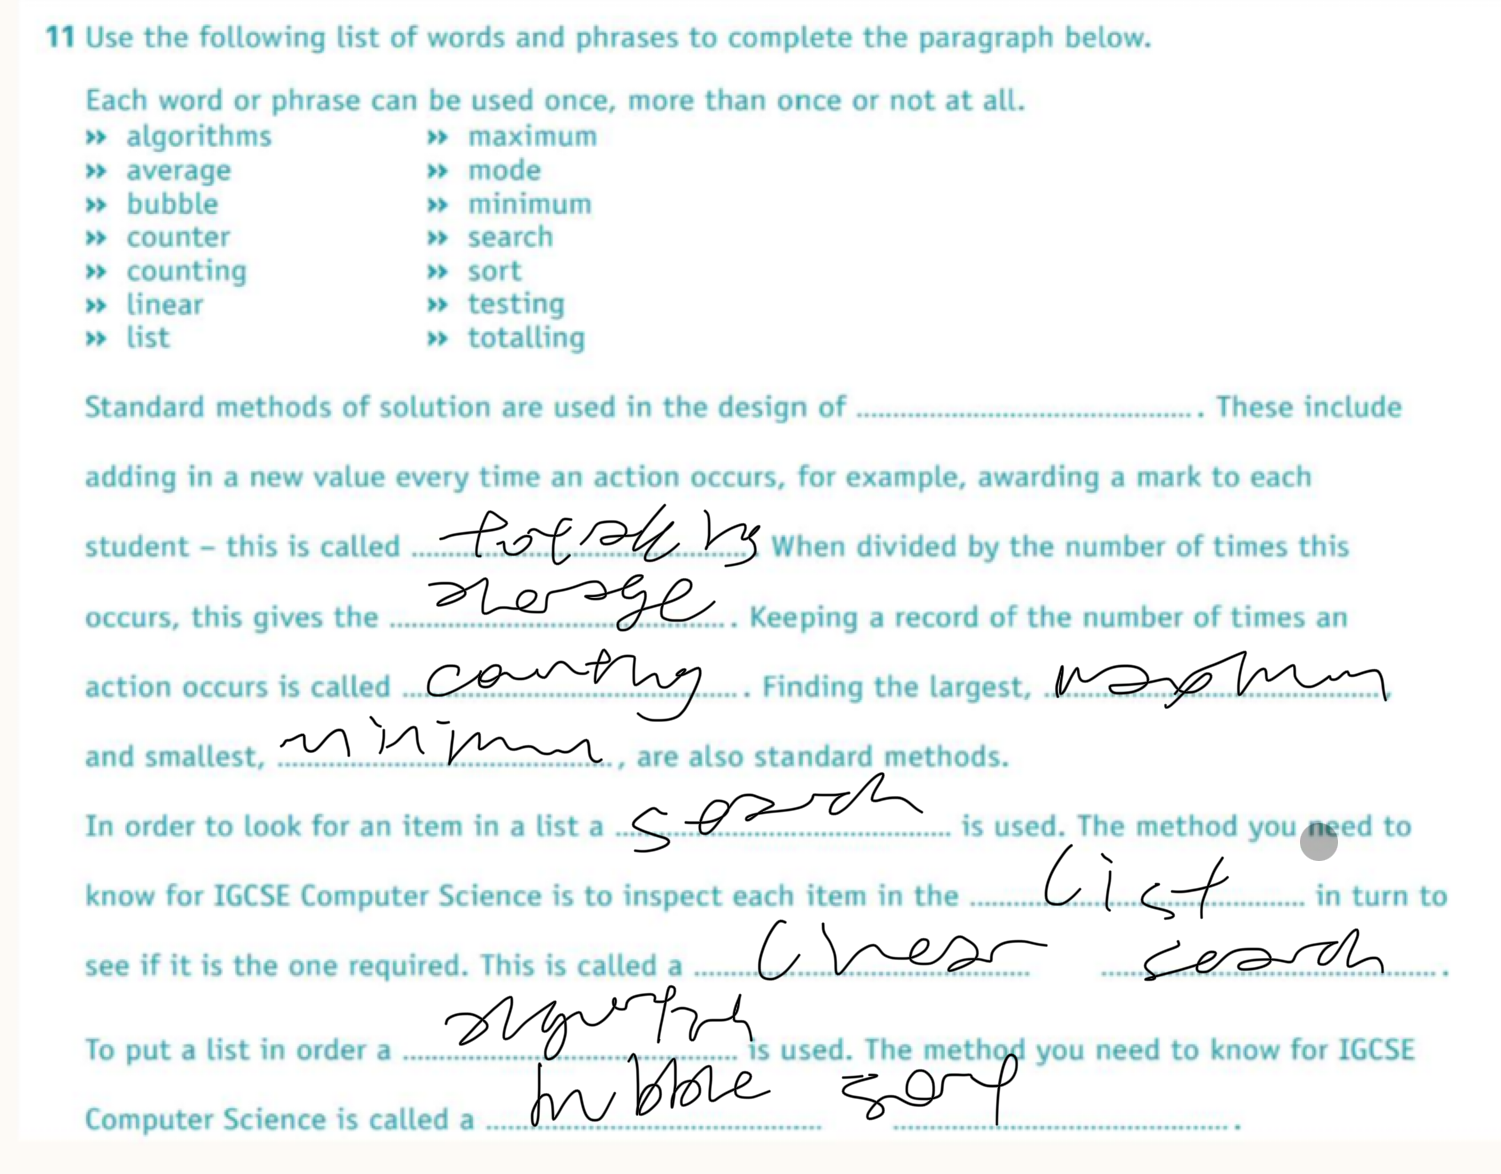 11 Use the following list of words and phrases to complete the paragraph below.
Each word or phrase can be used once, more than once or not at all.
» algorithms » maximum
» average » mode
» bubble » minimum
» counter » search
» counting » sort
» linear » testing
» list » totalling
Standard methods of solution are used in the design of ........................................ . These include
adding in a new value every time an action occurs, for example, awarding a mark to each
student – this is called totalling . When divided by the number of times this
occurs, this gives the average . Keeping a record of the number of times an
action occurs is called counting . Finding the largest, maximum ,
and smallest, minimum , are also standard methods.
In order to look for an item in a list a search is used. The method you need to
know for IGCSE Computer Science is to inspect each item in the list in turn to
see if it is the one required. This is called a linear search .
To put a list in order a is used. The method you need to know for IGCSE
Computer Science is called a bubble .